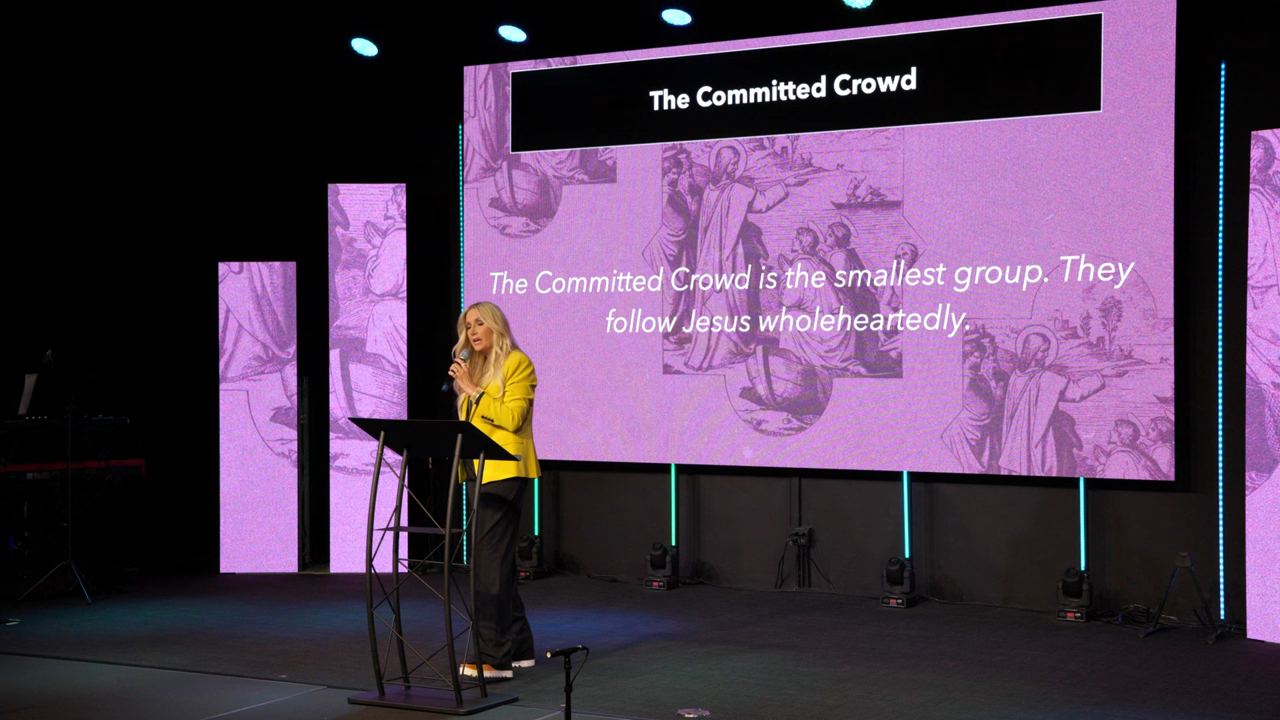 The Committed Crowd
The Committed Crowd is the smallest group. They
follow Jesus wholeheartedly.